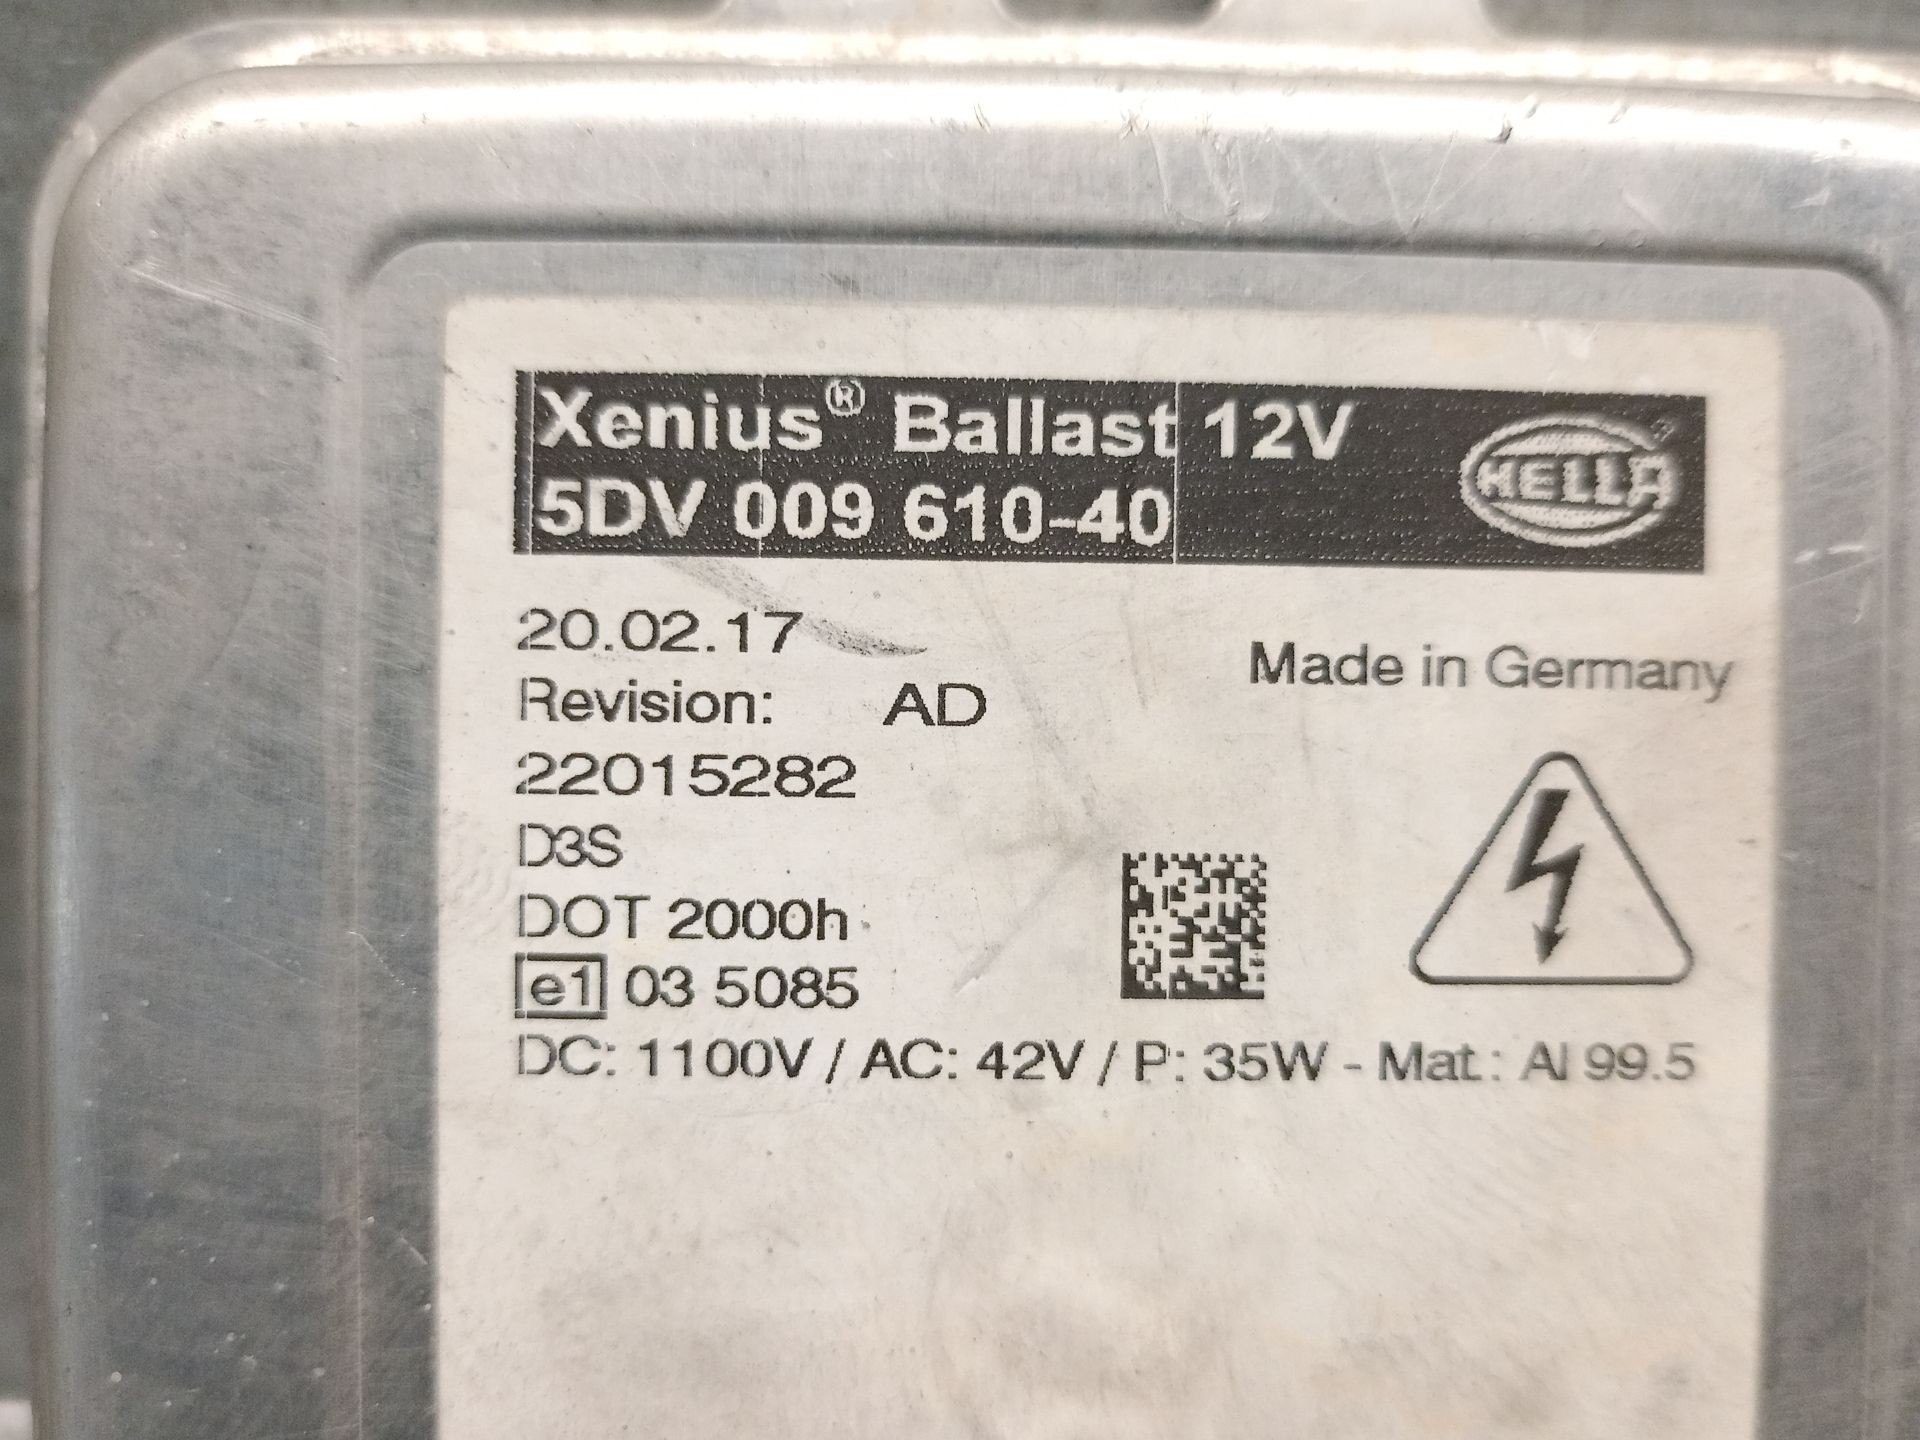 Xenius® Ballast 12V
5DV 009 610-40
HELLA
20.02.17
Made in Germany
Revision: AD
22015282
D3S
DOT 2000h
e1 03 5085
DC: 1100V / AC: 42V / P: 35W - Mat.: Al 99.5